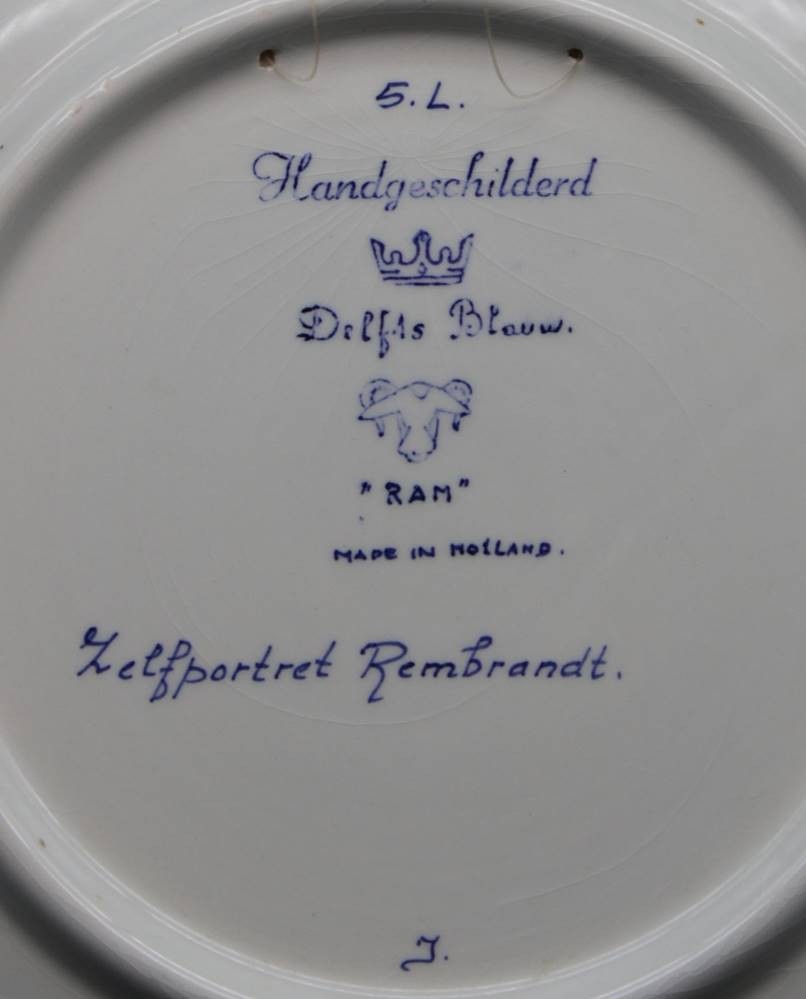 5.L.
Handgeschilderd
Delfts Blauw.
"RAM"
MADE IN HOLLAND.
Zelfportret Rembrandt.
J.